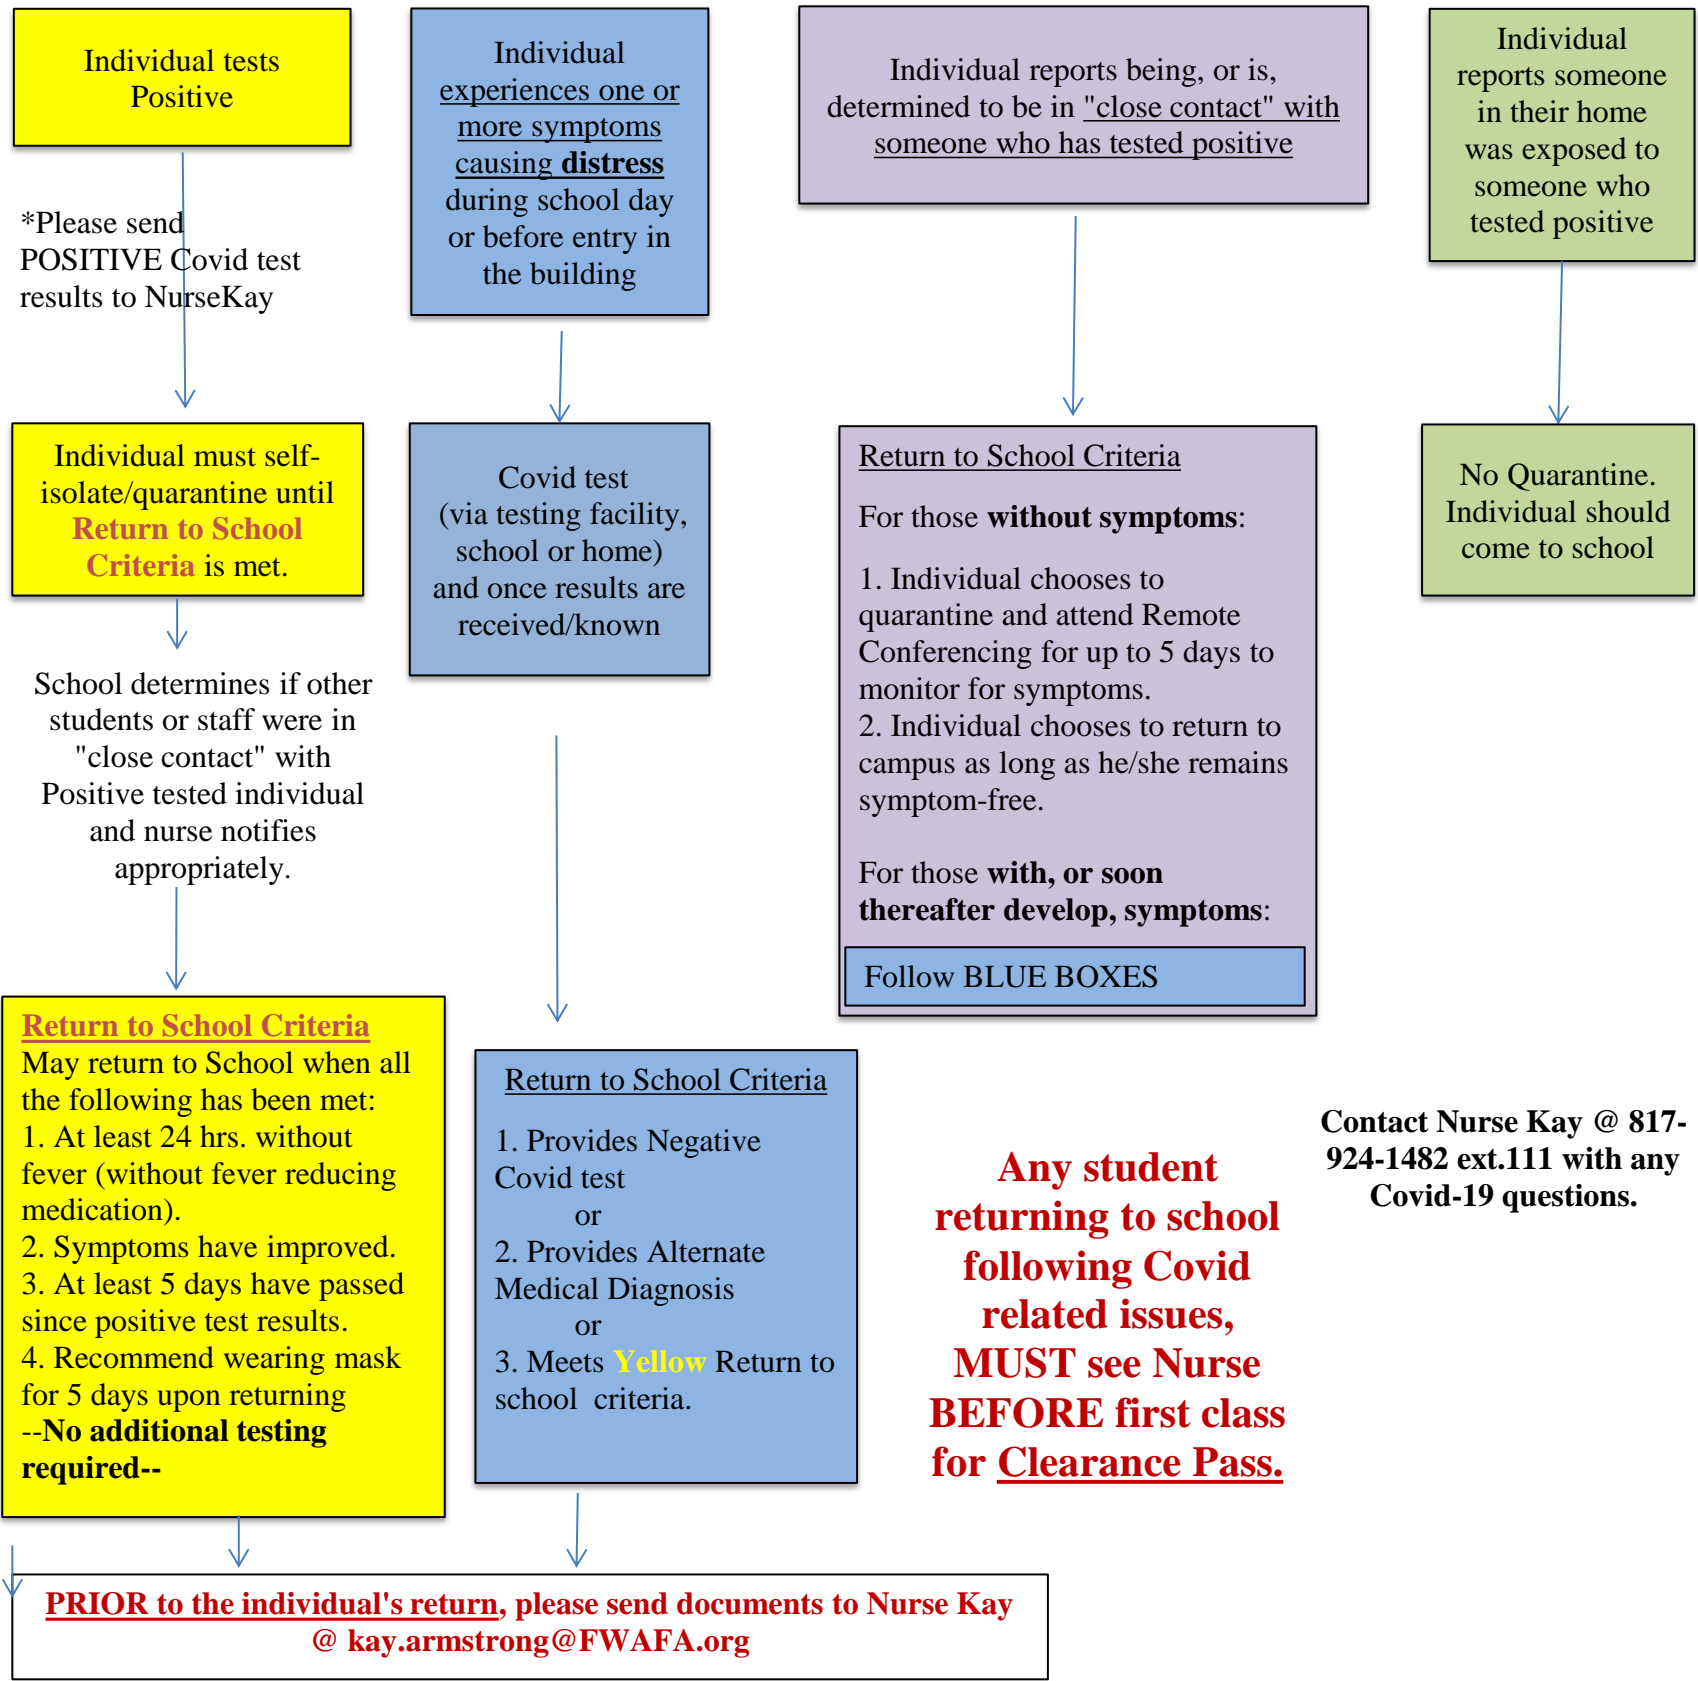 Individual tests
Positive
*Please send
POSITIVE Covid test
results to NurseKay
Individual must self-
isolate/quarantine until
Return to School
Criteria is met.
School determines if other
students or staff were in
"close contact" with
Positive tested individual
and nurse notifies
appropriately.
Return to School Criteria
May return to School when all
the following has been met:
1. At least 24 hrs. without
fever (without fever reducing
medication).
2. Symptoms have improved.
3. At least 5 days have passed
since positive test results.
4. Recommend wearing mask
for 5 days upon returning
--No additional testing
required--
Individual
experiences one or
more symptoms
causing distress
during school day
or before entry in
the building
Covid test
(via testing facility,
school or home)
and once results are
received/known
Return to School Criteria
1. Provides Negative
Covid test
or
2. Provides Alternate
Medical Diagnosis
or
3. Meets Yellow Return to
school criteria.
Individual reports being, or is,
determined to be in "close contact" with
someone who has tested positive
Return to School Criteria
For those without symptoms:
1. Individual chooses to
quarantine and attend Remote
Conferencing for up to 5 days to
monitor for symptoms.
2. Individual chooses to return to
campus as long as he/she remains
symptom-free.
For those with, or soon
thereafter develop, symptoms:
Follow BLUE BOXES
Individual
reports someone
in their home
was exposed to
someone who
tested positive
No Quarantine.
Individual should
come to school
Any student
returning to school
following Covid
related issues,
MUST see Nurse
BEFORE first class
for Clearance Pass.
Contact Nurse Kay @ 817-
924-1482 ext.111 with any
Covid-19 questions.
PRIOR to the individual's return, please send documents to Nurse Kay
@ kay.armstrong@FWAFA.org